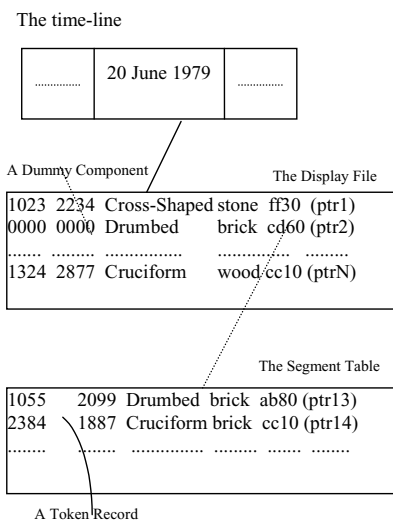 The time-line
............... 20 June 1979 ...............
A Dummy Component
The Display File
1023 2234 Cross-Shaped stone ff30 (ptr1)
0000 0000 Drumbed brick cd60 (ptr2)
....... ......... ................ ............... .........
1324 2877 Cruciform wood cc10 (ptrN)
The Segment Table
1055 2099 Drumbed brick ab80 (ptr13)
2384 1887 Cruciform brick cc10 (ptr14)
........ ........ ............... ......... ....... ........
A Token Record